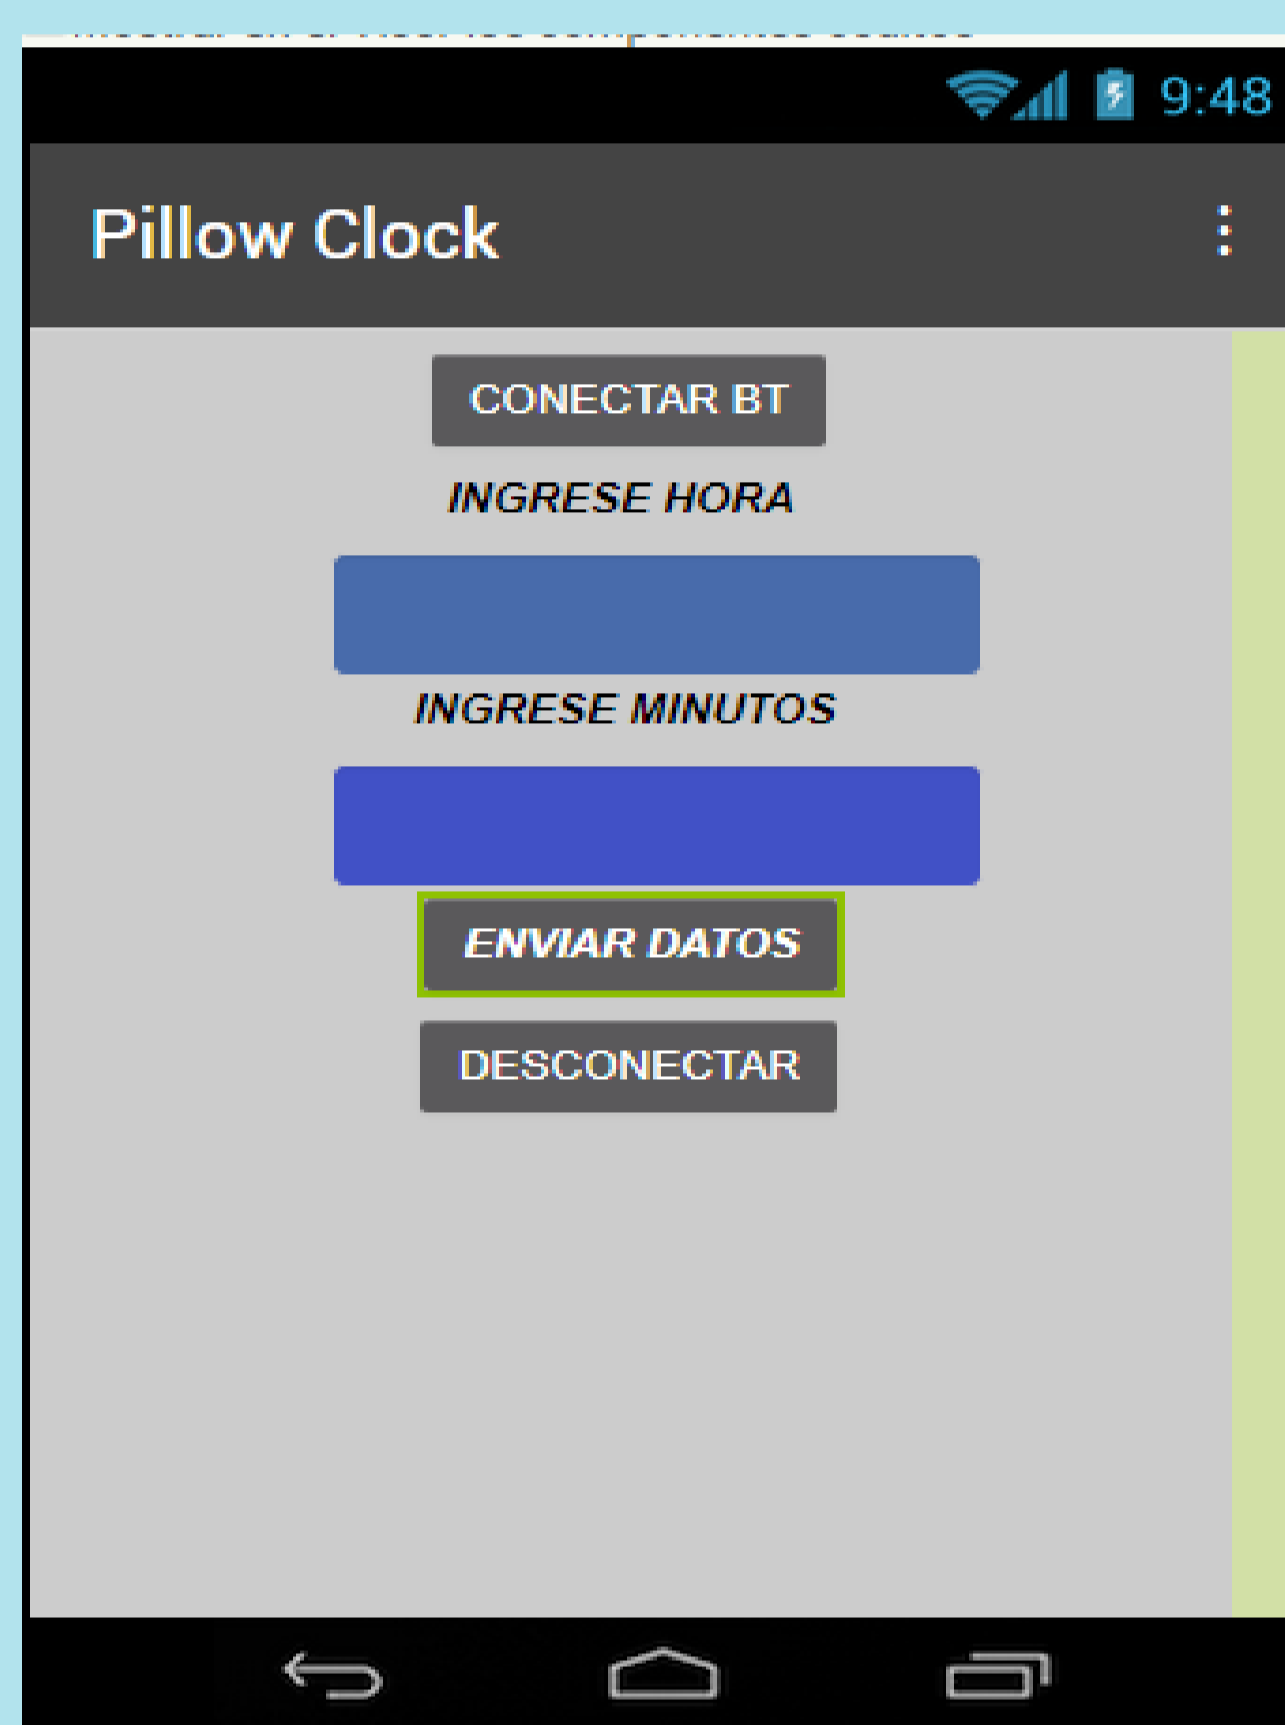 9:48
Pillow Clock
CONECTAR BT
INGRESE HORA
INGRESE MINUTOS
ENVIAR DATOS
DESCONECTAR